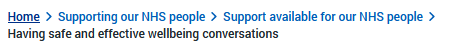 Home > Supporting our NHS people > Support available for our NHS people >
Having safe and effective wellbeing conversations